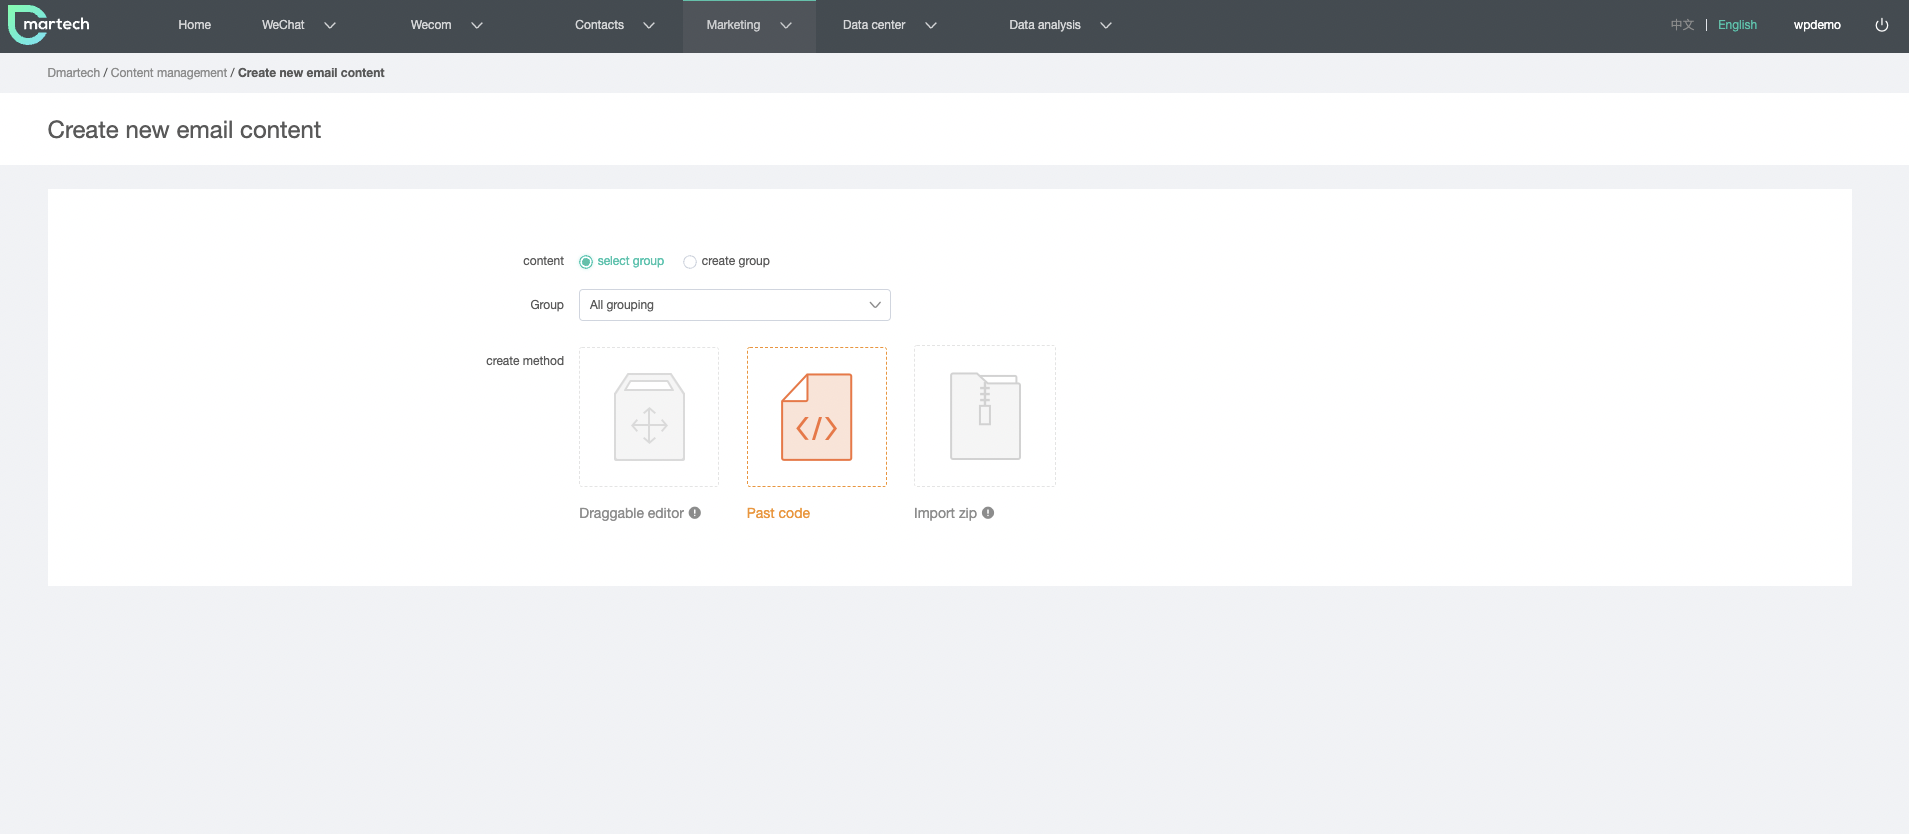 martech
Home
WeChat
Wecom
Contacts
Marketing
Data center
Data analysis
中文 | English
wpdemo
Dmartech / Content management / Create new email content
Create new email content
content
select group
create group
Group
All grouping
create method
</>
Draggable editor
Past code
Import zip